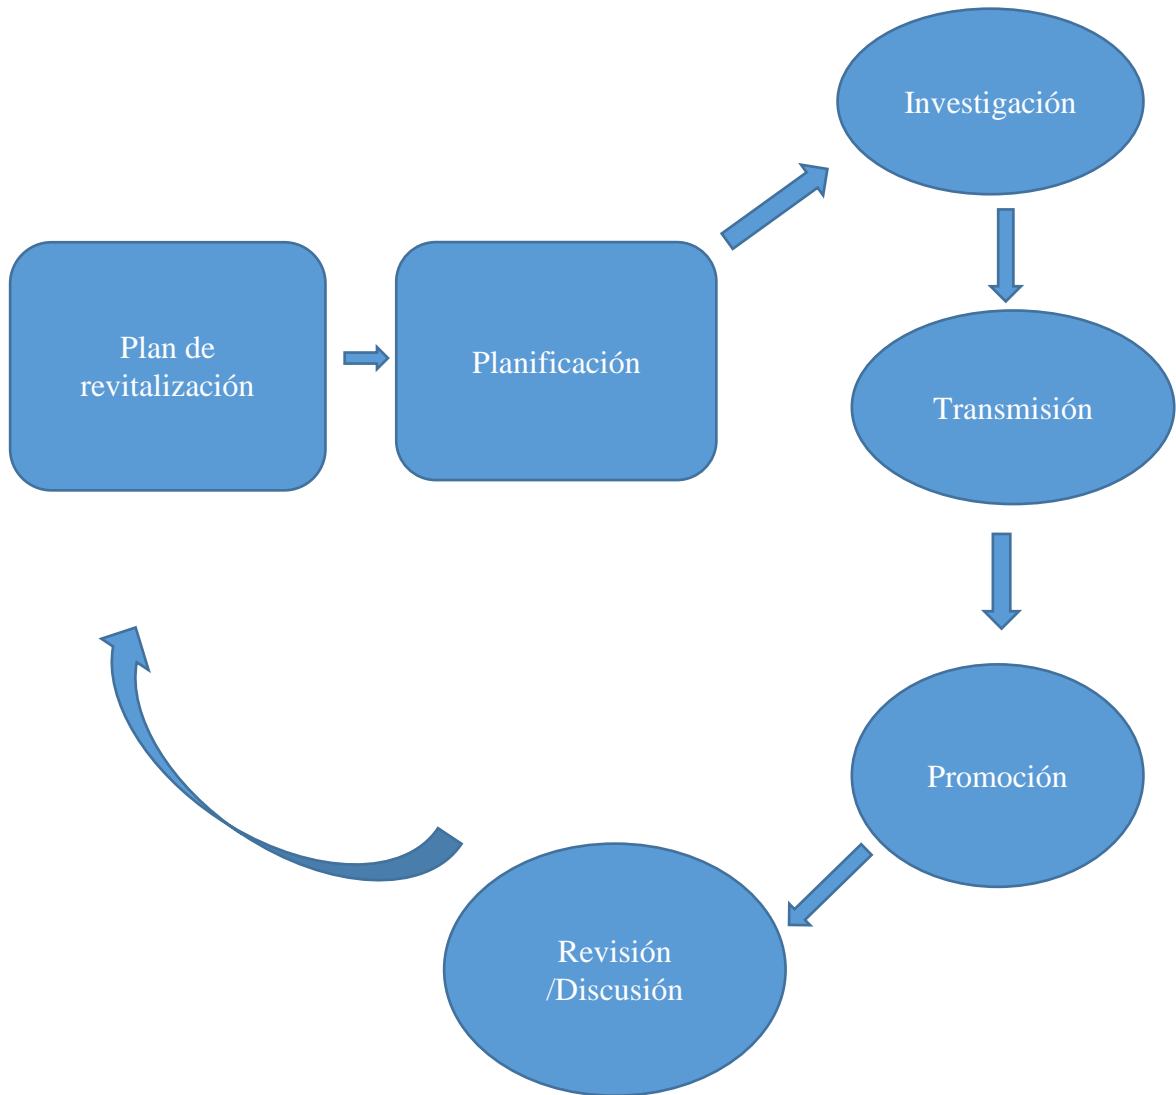 Plan de
revitalización
Planificación
Investigación
Transmisión
Promoción
Revisión
/Discusión